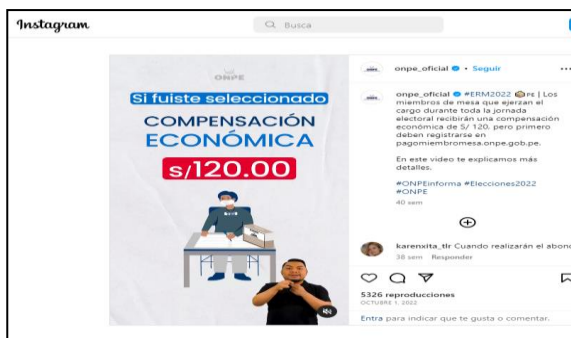 Instagram
Busca
ONPE
Si fuiste seleccionado
COMPENSACIÓN
ECONÓMICA
S/120.00
onpe_oficial • Seguir
onpe_oficial #ERM2022 PE | Los
miembros de mesa que ejerzan el
cargo durante toda la jornada
electoral recibirán una compensación
económica de S/ 120, pero primero
deben registrarse en
pagomiembromesa.onpe.gob.pe.
En este video te explicamos más
detalles.
#ONPEinforma #Elecciones2022
#ONPE
40 sem
karenxita_tlr Cuando realizarán el abono
38 sem Responder
5326 reproducciones
OCTUBRE 1, 2022
Entra para indicar que te gusta o comentar.